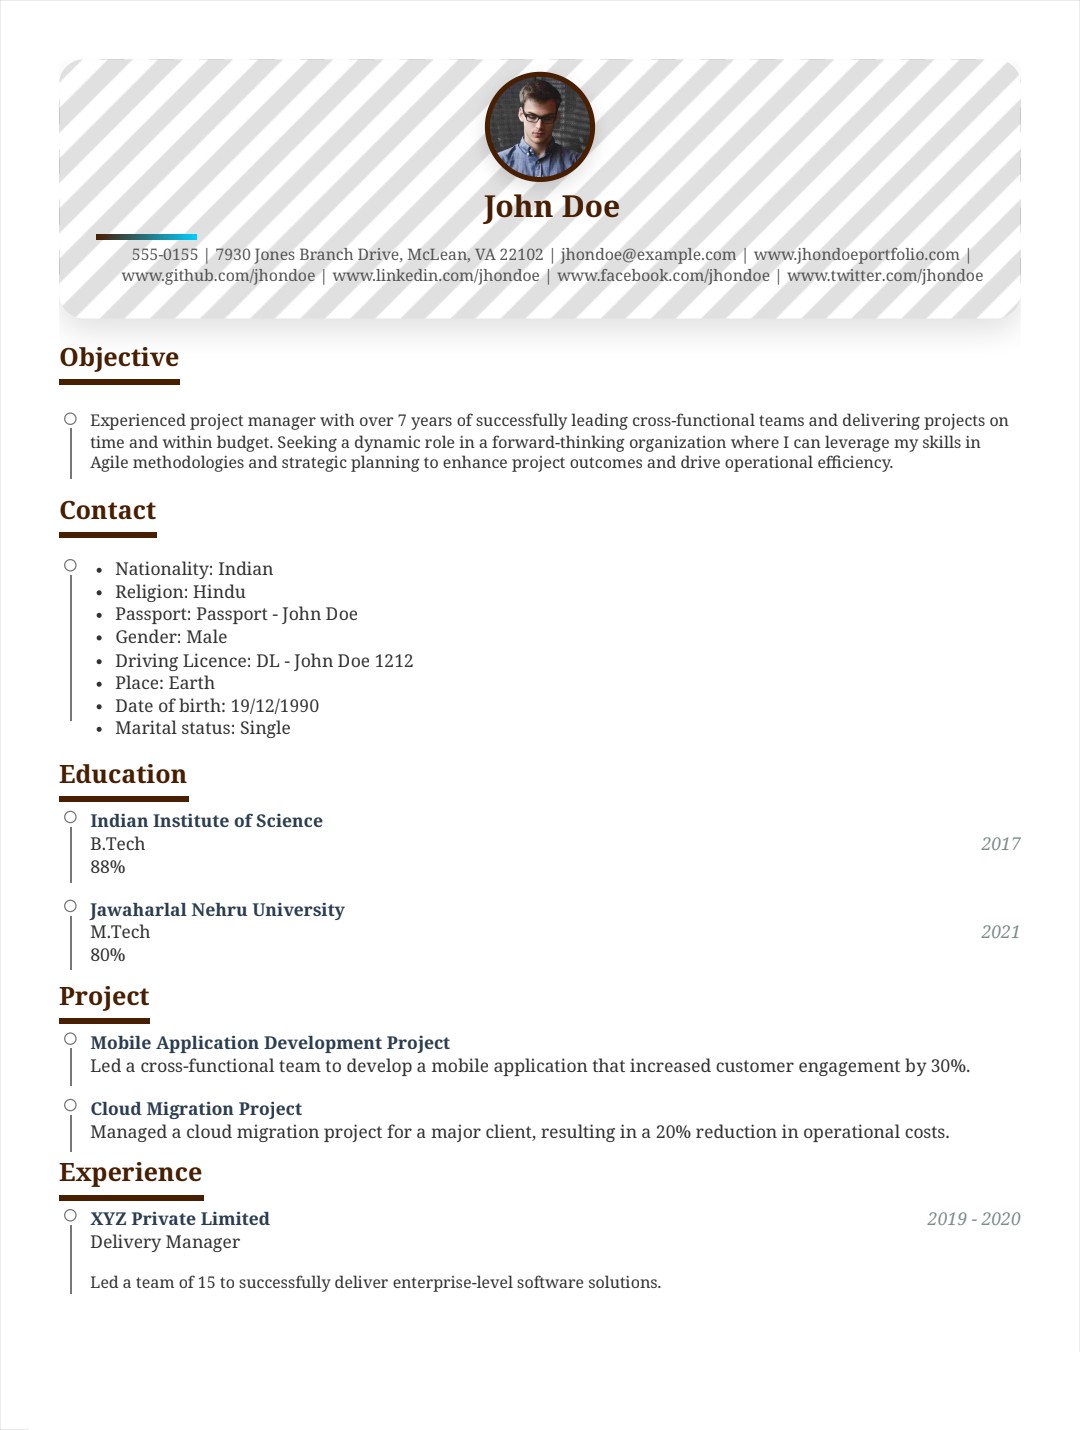 John Doe
555-0155 | 7930 Jones Branch Drive, McLean, VA 22102 | jhondoe@example.com | www.jhondoeportfolio.com |
www.github.com/jhondoe | www.linkedin.com/jhondoe | www.facebook.com/jhondoe | www.twitter.com/jhondoe
Objective
Experienced project manager with over 7 years of successfully leading cross-functional teams and delivering projects on
time and within budget. Seeking a dynamic role in a forward-thinking organization where I can leverage my skills in
Agile methodologies and strategic planning to enhance project outcomes and drive operational efficiency.
Contact
• Nationality: Indian
• Religion: Hindu
• Passport: Passport - John Doe
• Gender: Male
• Driving Licence: DL - John Doe 1212
• Place: Earth
• Date of birth: 19/12/1990
• Marital status: Single
Education
Indian Institute of Science
B.Tech 2017
88%
Jawaharlal Nehru University
M.Tech 2021
80%
Project
Mobile Application Development Project
Led a cross-functional team to develop a mobile application that increased customer engagement by 30%.
Cloud Migration Project
Managed a cloud migration project for a major client, resulting in a 20% reduction in operational costs.
Experience
XYZ Private Limited 2019 - 2020
Delivery Manager
Led a team of 15 to successfully deliver enterprise-level software solutions.